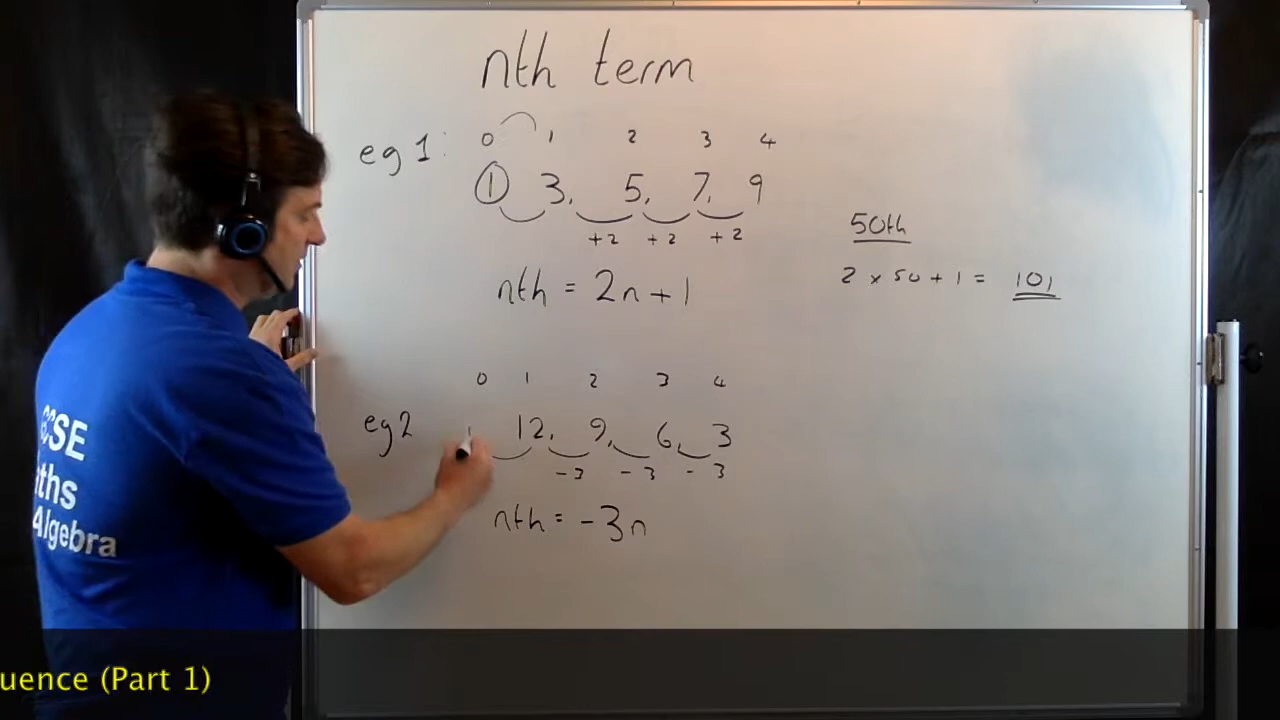 nth term
eg 1:
0 1 2 3 4
1 3, 5, 7, 9
+2 +2 +2
nth = 2n + 1
50th
2 × 50 + 1 = 101
0 1 2 3 4
eg 2
12, 9, 6, 3
-3 -3 -3
nth = -3n
GCSE
Algebra
uence (Part 1)